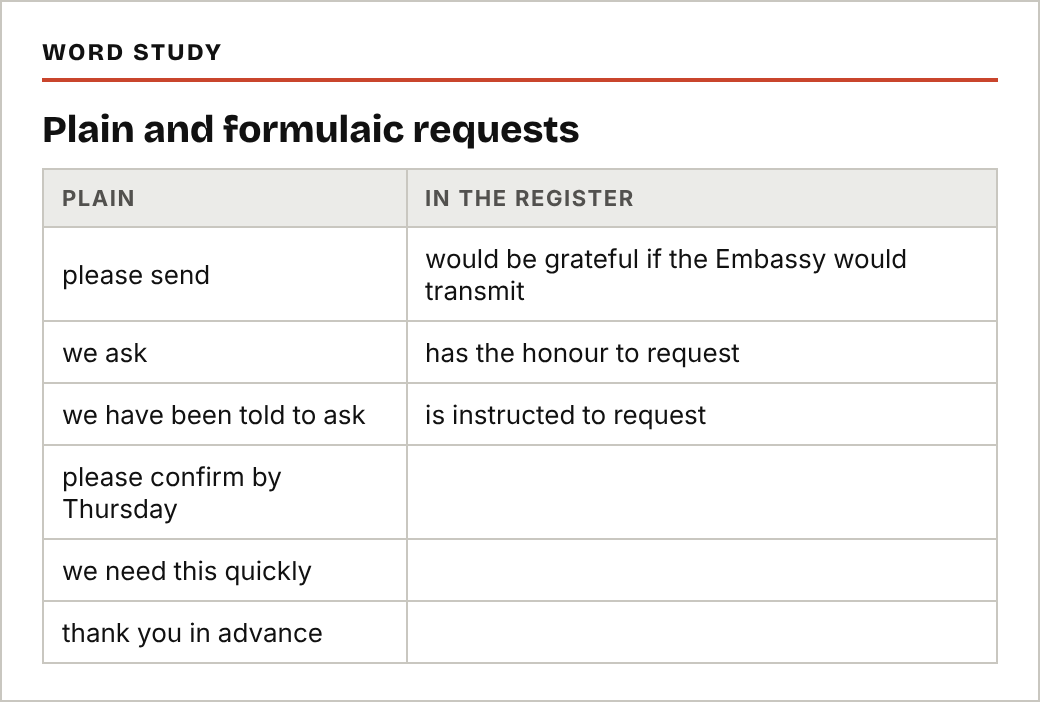 WORD STUDY
Plain and formulaic requests
PLAIN
IN THE REGISTER
please send
would be grateful if the Embassy would
transmit
we ask
has the honour to request
we have been told to ask
is instructed to request
please confirm by
Thursday
we need this quickly
thank you in advance